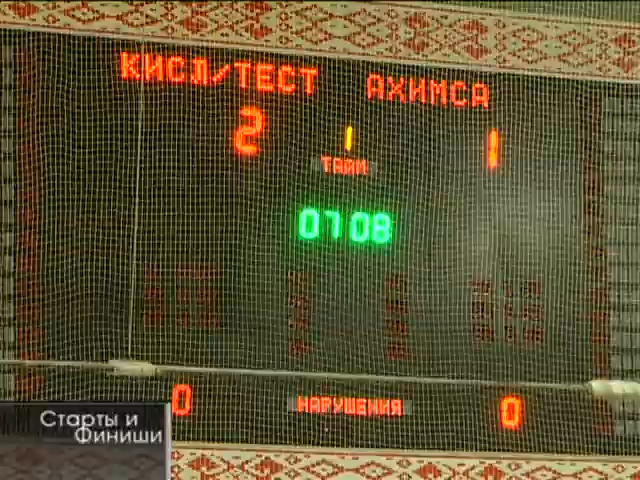 КИСЛ/ТЕСТ АХИМСА
2 1 1
ТАЙМ
07 08
0 НАРУШЕНИЯ 0
Старты и
Финиши